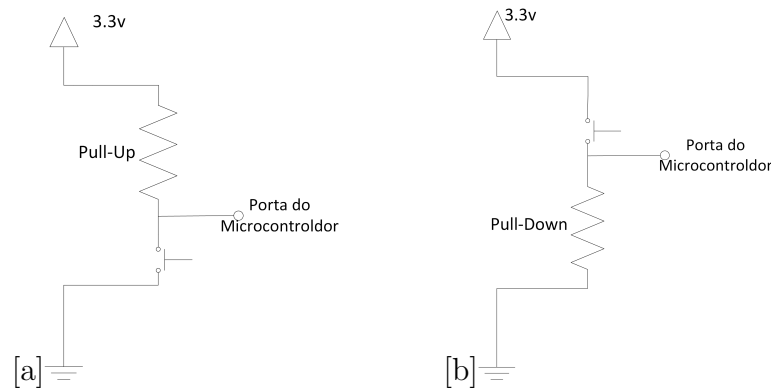 3.3v
Pull-Up
Porta do
Microcontroldor
[a]
3.3v
Porta do
Microcontroldor
Pull-Down
[b]